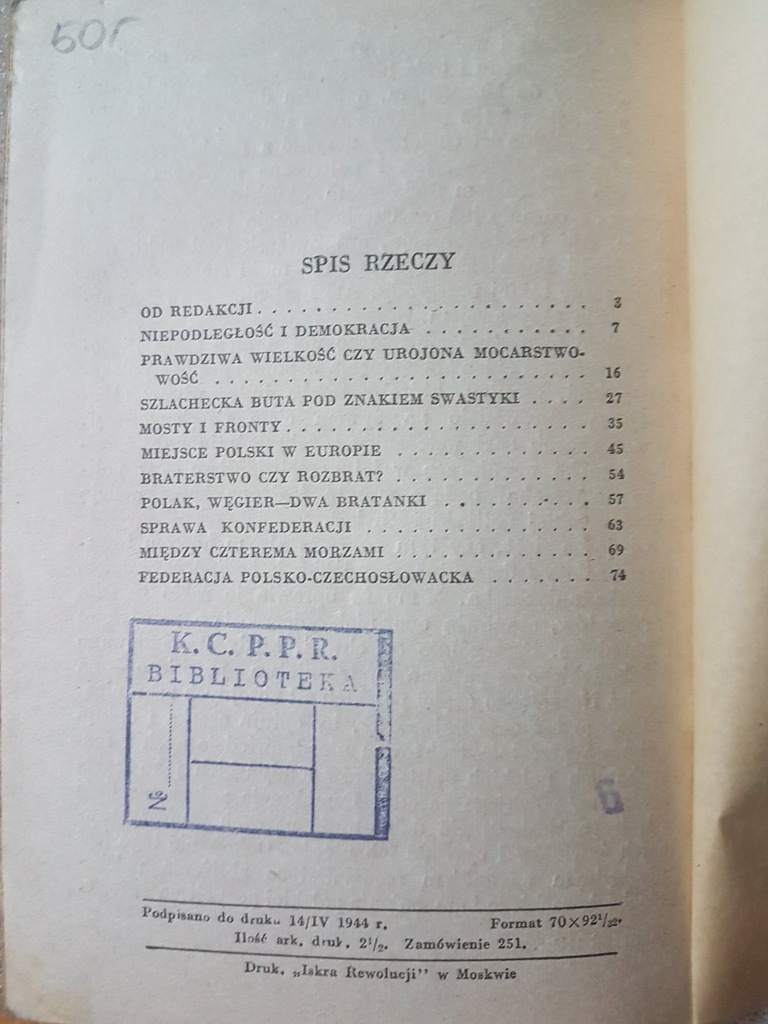 50r
SPIS RZECZY
OD REDAKCJI . . . . . . . . . . . . . . . . . . . . 3
NIEPODLEGŁOŚĆ I DEMOKRACJA . . . . . . . . . . . 7
PRAWDZIWA WIELKOŚĆ CZY UROJONA MOCARSTWO-
WOŚĆ . . . . . . . . . . . . . . . . . . . . . . . 16
SZLACHECKA BUTA POD ZNAKIEM SWASTYKI . . . . 27
MOSTY I FRONTY . . . . . . . . . . . . . . . . . . 35
MIEJSCE POLSKI W EUROPIE . . . . . . . . . . . . . 45
BRATERSTWO CZY ROZBRAT? . . . . . . . . . . . . . 54
POLAK, WĘGIER—DWA BRATANKI . . . . . . . . . . 57
SPRAWA KONFEDERACJI . . . . . . . . . . . . . . . 63
MIĘDZY CZTEREMA MORZAMI . . . . . . . . . . . . . 69
FEDERACJA POLSKO-CZECHOSŁOWACKA . . . . . . . 74
K. C. P. P. R.
BIBLIOTEKA
№
6
Podpisano do druku 14/IV 1944 r. Format 70×92¹/₃₂.
Ilość ark. druk. 2¹/₂. Zamówienie 251.
Druk. „Iskra Rewolucji” w Moskwie